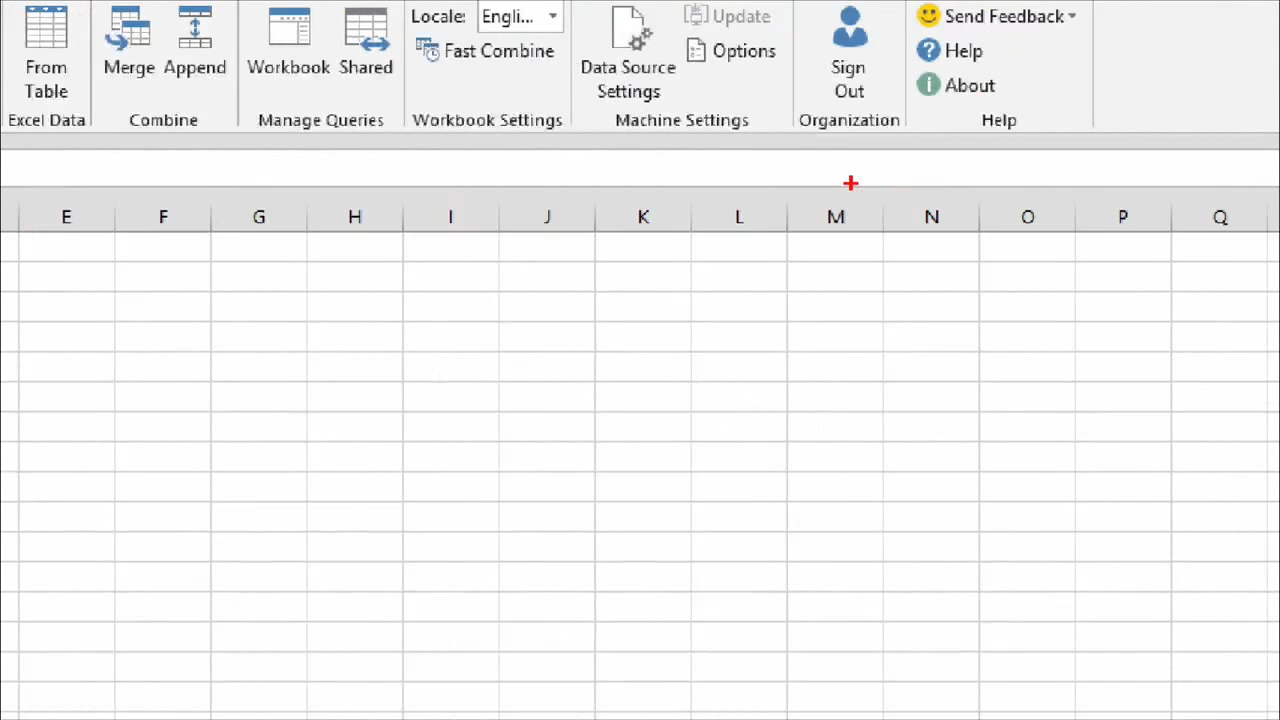 From Table
Merge
Append
Workbook
Shared
Locale: Engli...
Fast Combine
Data Source Settings
Update
Options
Sign Out
Send Feedback
Help
About
Excel Data
Combine
Manage Queries
Workbook Settings
Machine Settings
Organization
Help
E F G H I J K L M N O P Q